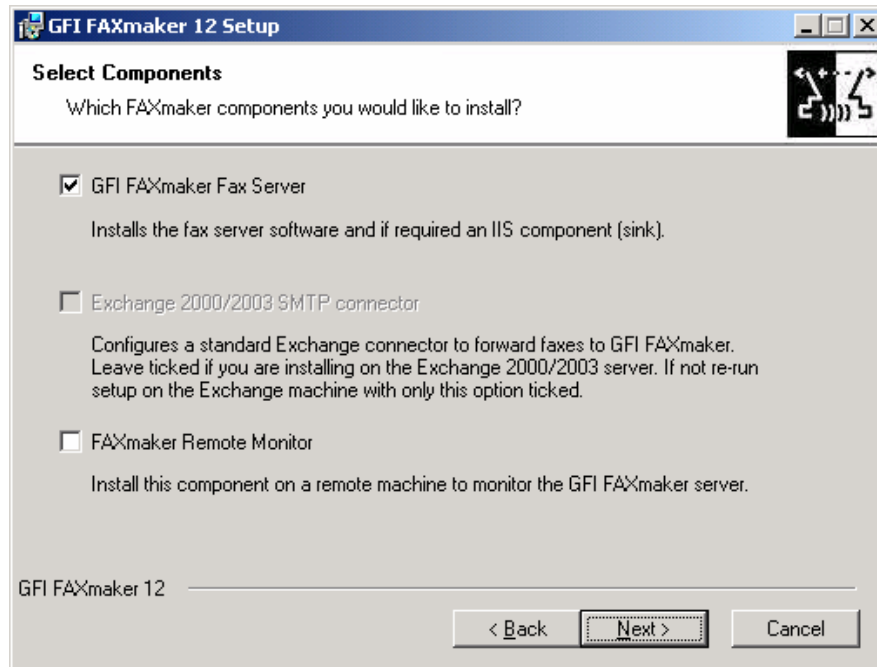 GFI FAXmaker 12 Setup
Select Components
Which FAXmaker components you would like to install?
GFI FAXmaker Fax Server
Installs the fax server software and if required an IIS component (sink).
Exchange 2000/2003 SMTP connector
Configures a standard Exchange connector to forward faxes to GFI FAXmaker.
Leave ticked if you are installing on the Exchange 2000/2003 server. If not re-run
setup on the Exchange machine with only this option ticked.
FAXmaker Remote Monitor
Install this component on a remote machine to monitor the GFI FAXmaker server.
GFI FAXmaker 12
< Back Next > Cancel